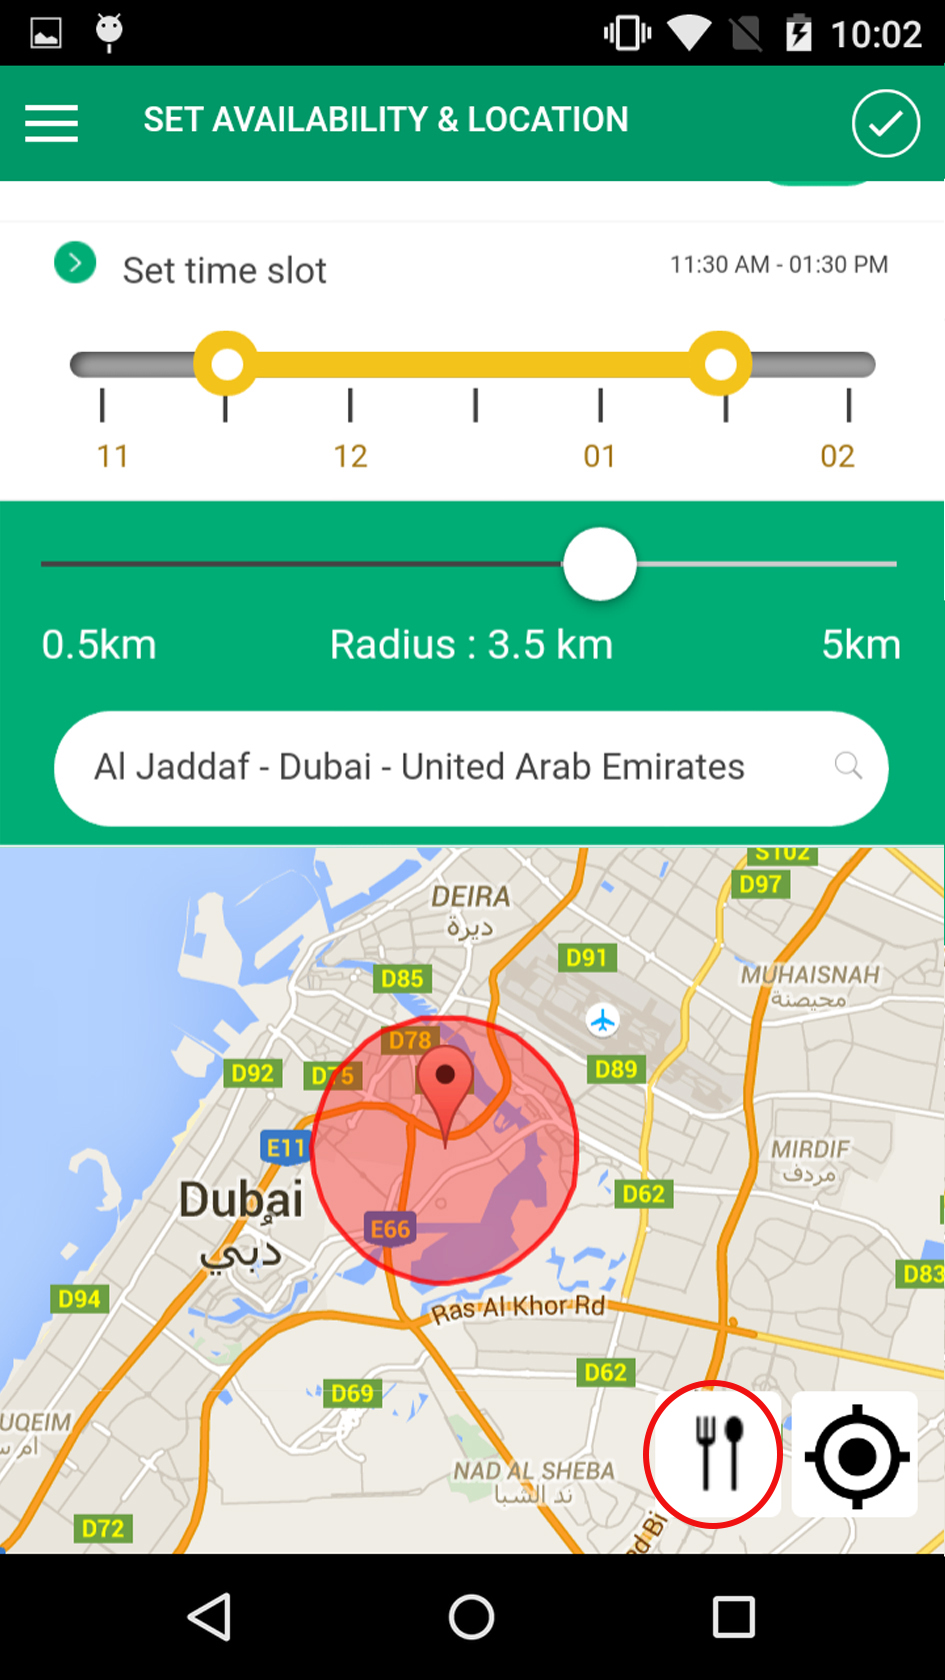 10:02
SET AVAILABILITY & LOCATION
Set time slot
11:30 AM - 01:30 PM
11 12 01 02
0.5km Radius : 3.5 km 5km
Al Jaddaf - Dubai - United Arab Emirates
S102
D97
DEIRA
ديرة
D91
D85
MUHAISNAH
محيصنة
D78
D92
D75
D89
E11
MIRDIF
مردف
D62
Dubai
دُبي
E66
D83
D94
Ras Al Khor Rd
D62
D69
UQEIM
NAD AL SHEBA
ند الشبا
D72